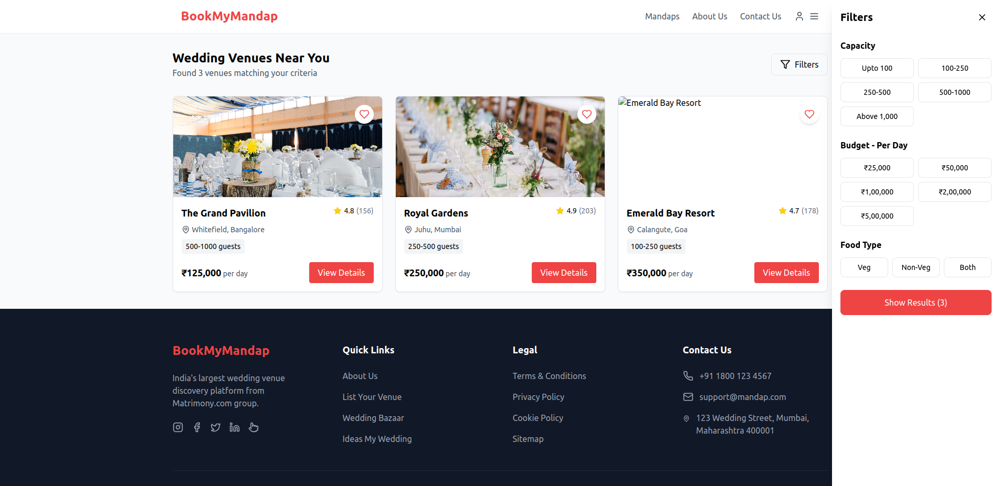 BookMyMandap
Mandaps
About Us
Contact Us
Wedding Venues Near You
Found 3 venues matching your criteria
Filters
The Grand Pavilion
4.8 (156)
Whitefield, Bangalore
500-1000 guests
₹125,000 per day
View Details
Royal Gardens
4.9 (203)
Juhu, Mumbai
250-500 guests
₹250,000 per day
View Details
Emerald Bay Resort
Emerald Bay Resort
4.7 (178)
Calangute, Goa
100-250 guests
₹350,000 per day
View Details
Filters
Capacity
Upto 100
100-250
250-500
500-1000
Above 1,000
Budget - Per Day
₹25,000
₹50,000
₹1,00,000
₹2,00,000
₹5,00,000
Food Type
Veg
Non-Veg
Both
Show Results (3)
BookMyMandap
India's largest wedding venue
discovery platform from
Matrimony.com group.
Quick Links
About Us
List Your Venue
Wedding Bazaar
Ideas My Wedding
Legal
Terms & Conditions
Privacy Policy
Cookie Policy
Sitemap
Contact Us
+91 1800 123 4567
support@mandap.com
123 Wedding Street, Mumbai,
Maharashtra 400001